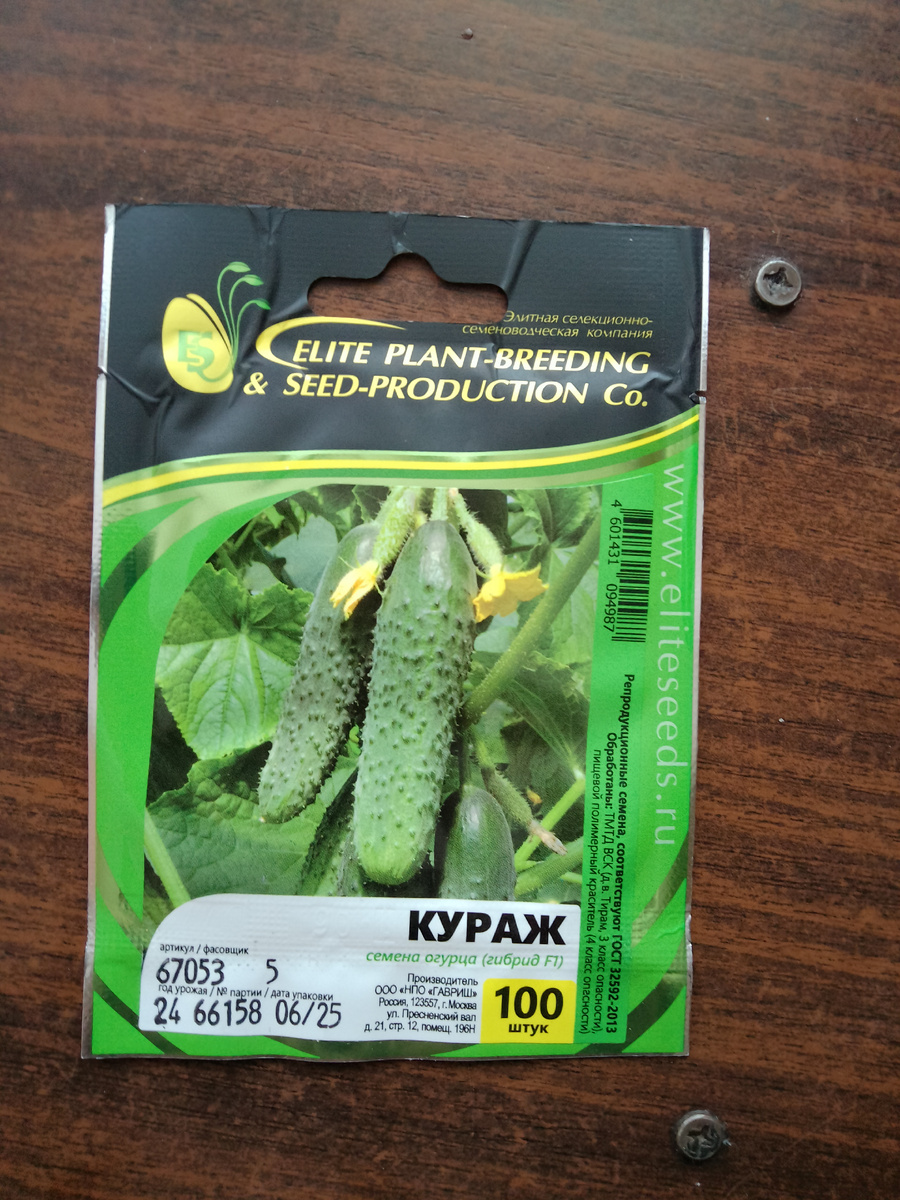 ES
Элитная селекционно-
семеноводческая компания
ELITE PLANT-BREEDING
& SEED-PRODUCTION Co.
www.eliteseeds.ru
4 601431 094987
Репродукционные семена, соответствуют ГОСТ 32592-2013
Обработаны: ТМТД ВСК (д.в. Тирам, 3 класс опасности),
пищевой полимерный краситель (4 класс опасности)
КУРАЖ
семена огурца (гибрид F1)
артикул / фасовщик
67053 5
год урожая / № партии / дата упаковки
24 66158 06/25
Производитель
ООО «НПО «ГАВРИШ»
Россия, 123557, г. Москва
ул. Пресненский вал
д. 21, стр. 12, помещ. 196Н
100
штук